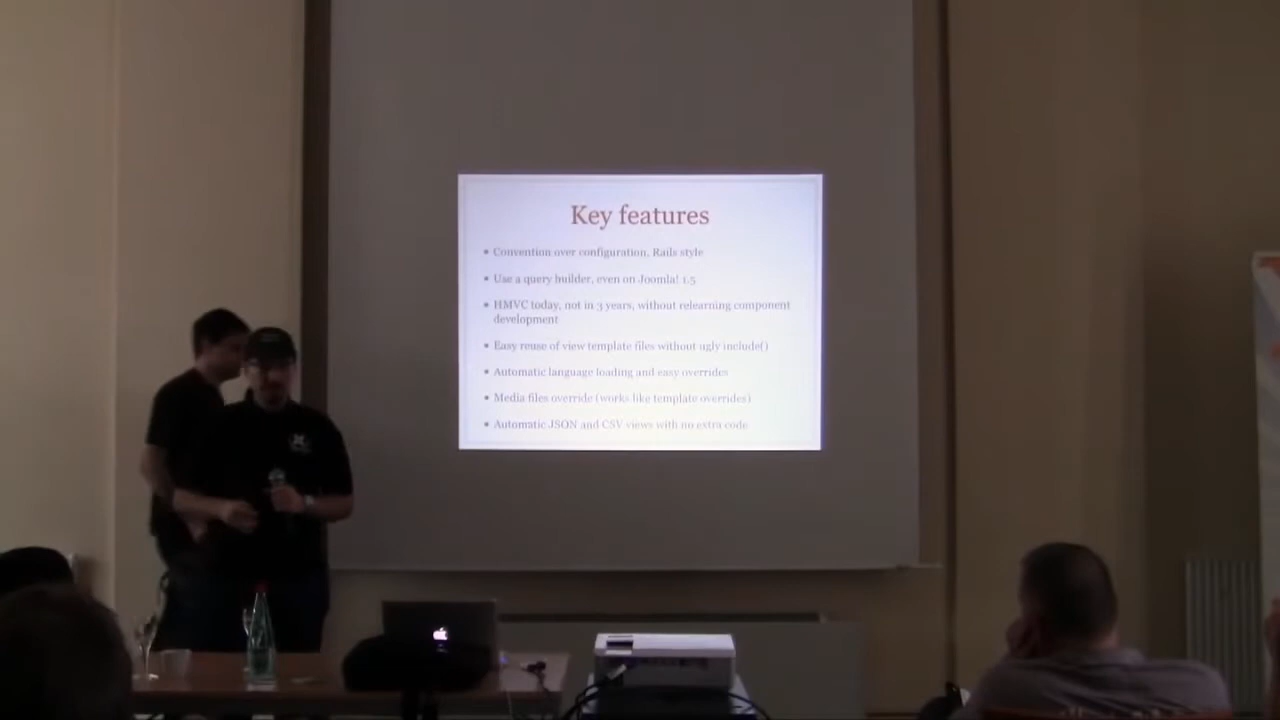 Key features
• Convention over configuration, Rails style
• Use a query builder, even on Joomla! 1.5
• HMVC today, not in 3 years, without relearning component
development
• Easy reuse of view template files without ugly include()
• Automatic language loading and easy overrides
• Media files override (works like template overrides)
• Automatic JSON and CSV views with no extra code